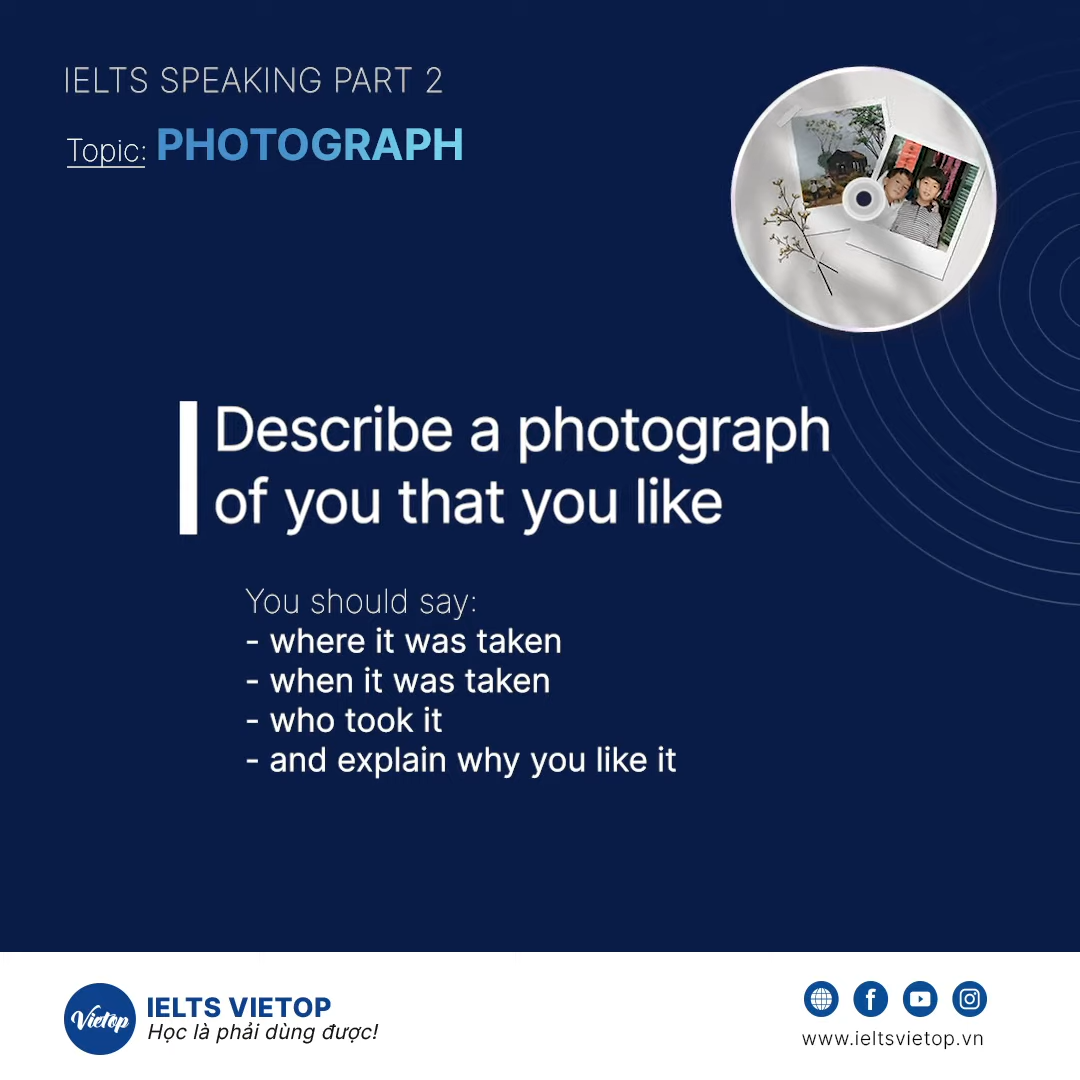 IELTS SPEAKING PART 2
Topic: PHOTOGRAPH
Describe a photograph
of you that you like
You should say:
- where it was taken
- when it was taken
- who took it
- and explain why you like it
Vietop
IELTS VIETOP
Học là phải dùng được!
www.ieltsvietop.vn